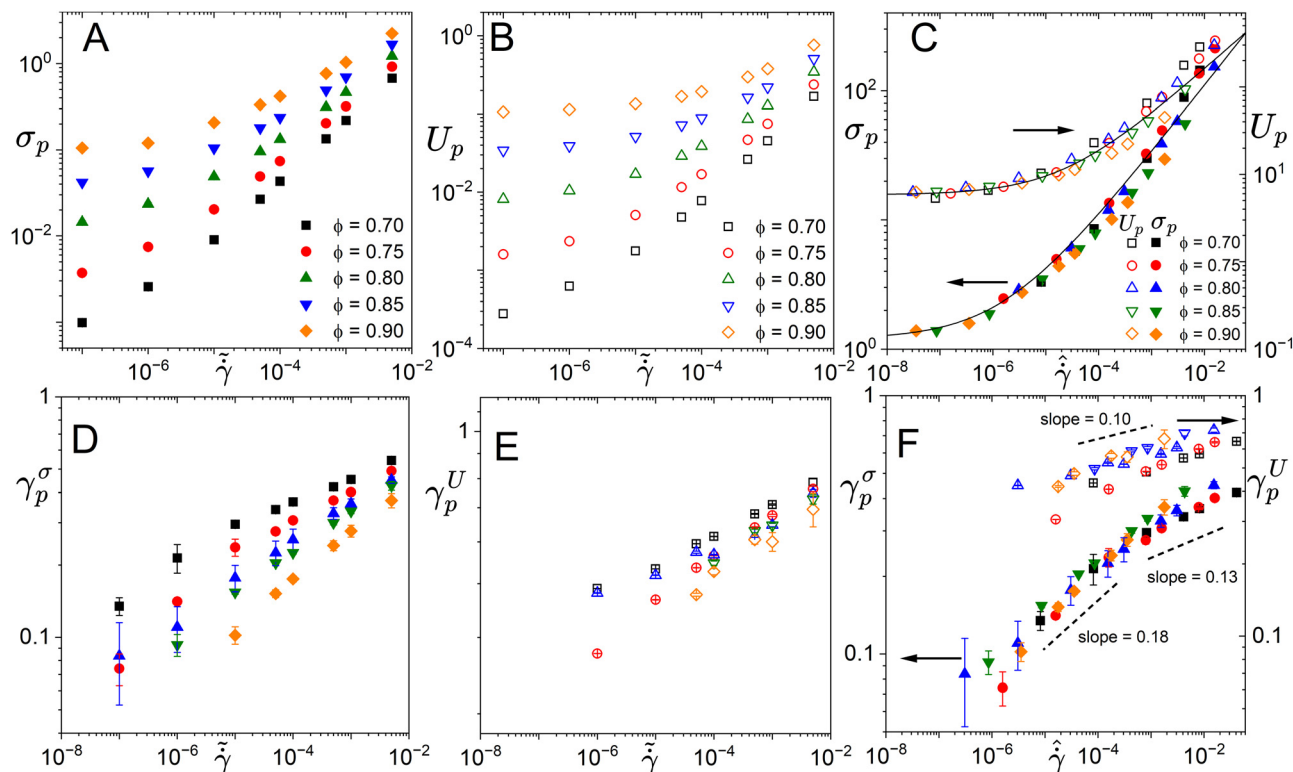 A
σ_p
10^0
10^-2
10^-6
10^-4
10^-2
γ̇̃
ϕ = 0.70
ϕ = 0.75
ϕ = 0.80
ϕ = 0.85
ϕ = 0.90
B
U_p
10^0
10^-2
10^-4
10^-6
10^-4
10^-2
γ̇̃
ϕ = 0.70
ϕ = 0.75
ϕ = 0.80
ϕ = 0.85
ϕ = 0.90
C
σ_p
10^2
10^0
U_p
10^1
10^-1
10^-8
10^-6
10^-4
10^-2
γ̇̂
U_p σ_p
ϕ = 0.70
ϕ = 0.75
ϕ = 0.80
ϕ = 0.85
ϕ = 0.90
D
γ_p^σ
1
0.1
10^-8
10^-6
10^-4
10^-2
γ̇̃
E
γ_p^U
1
0.1
10^-8
10^-6
10^-4
10^-2
γ̇̃
F
γ_p^σ
1
0.1
γ_p^U
1
0.1
slope = 0.10
slope = 0.13
slope = 0.18
10^-8
10^-6
10^-4
10^-2
γ̇̂